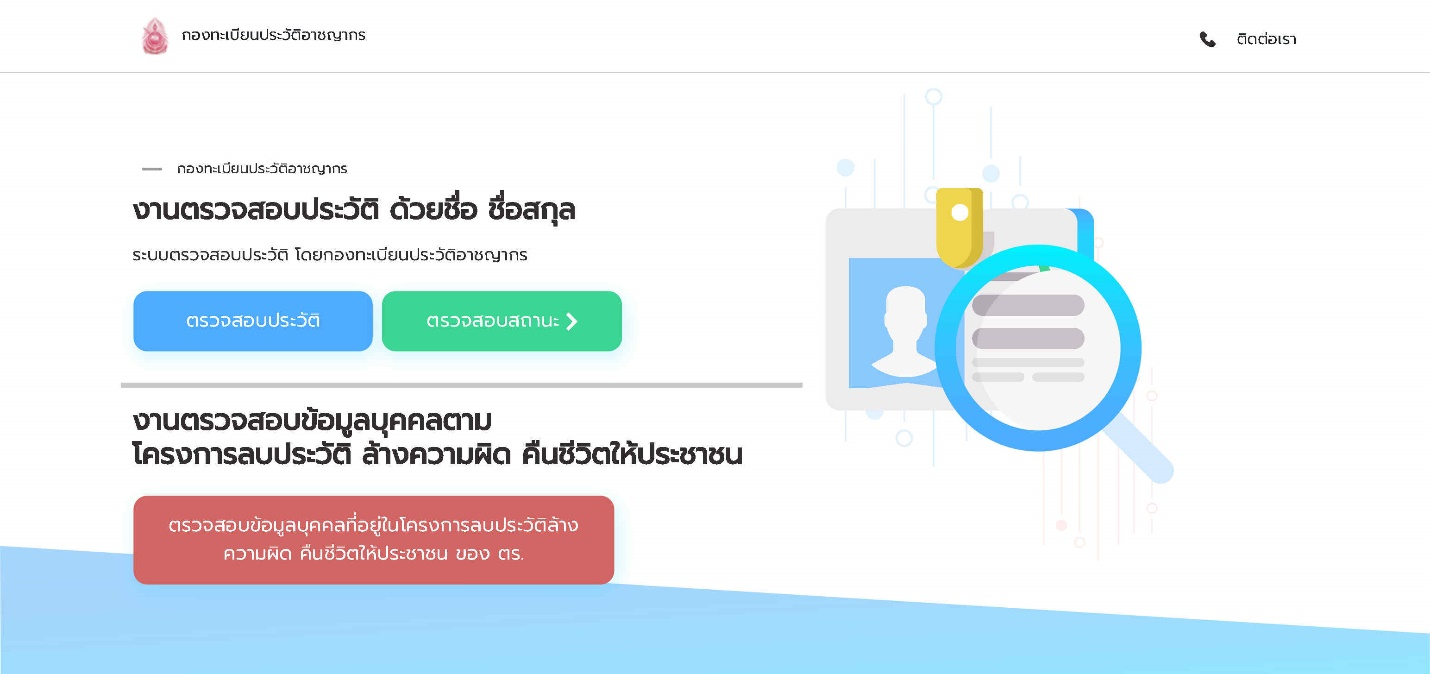 กองทะเบียนประวัติอาชญากร
ติดต่อเรา
กองทะเบียนประวัติอาชญากร
งานตรวจสอบประวัติ ด้วยชื่อ ชื่อสกุล
ระบบตรวจสอบประวัติ โดยกองทะเบียนประวัติอาชญากร
ตรวจสอบประวัติ
ตรวจสอบสถานะ
งานตรวจสอบข้อมูลบุคคลตาม
โครงการลบประวัติ ล้างความผิด คืนชีวิตให้ประชาชน
ตรวจสอบข้อมูลบุคคลที่อยู่ในโครงการลบประวัติล้าง
ความผิด คืนชีวิตให้ประชาชน ของ ตร.